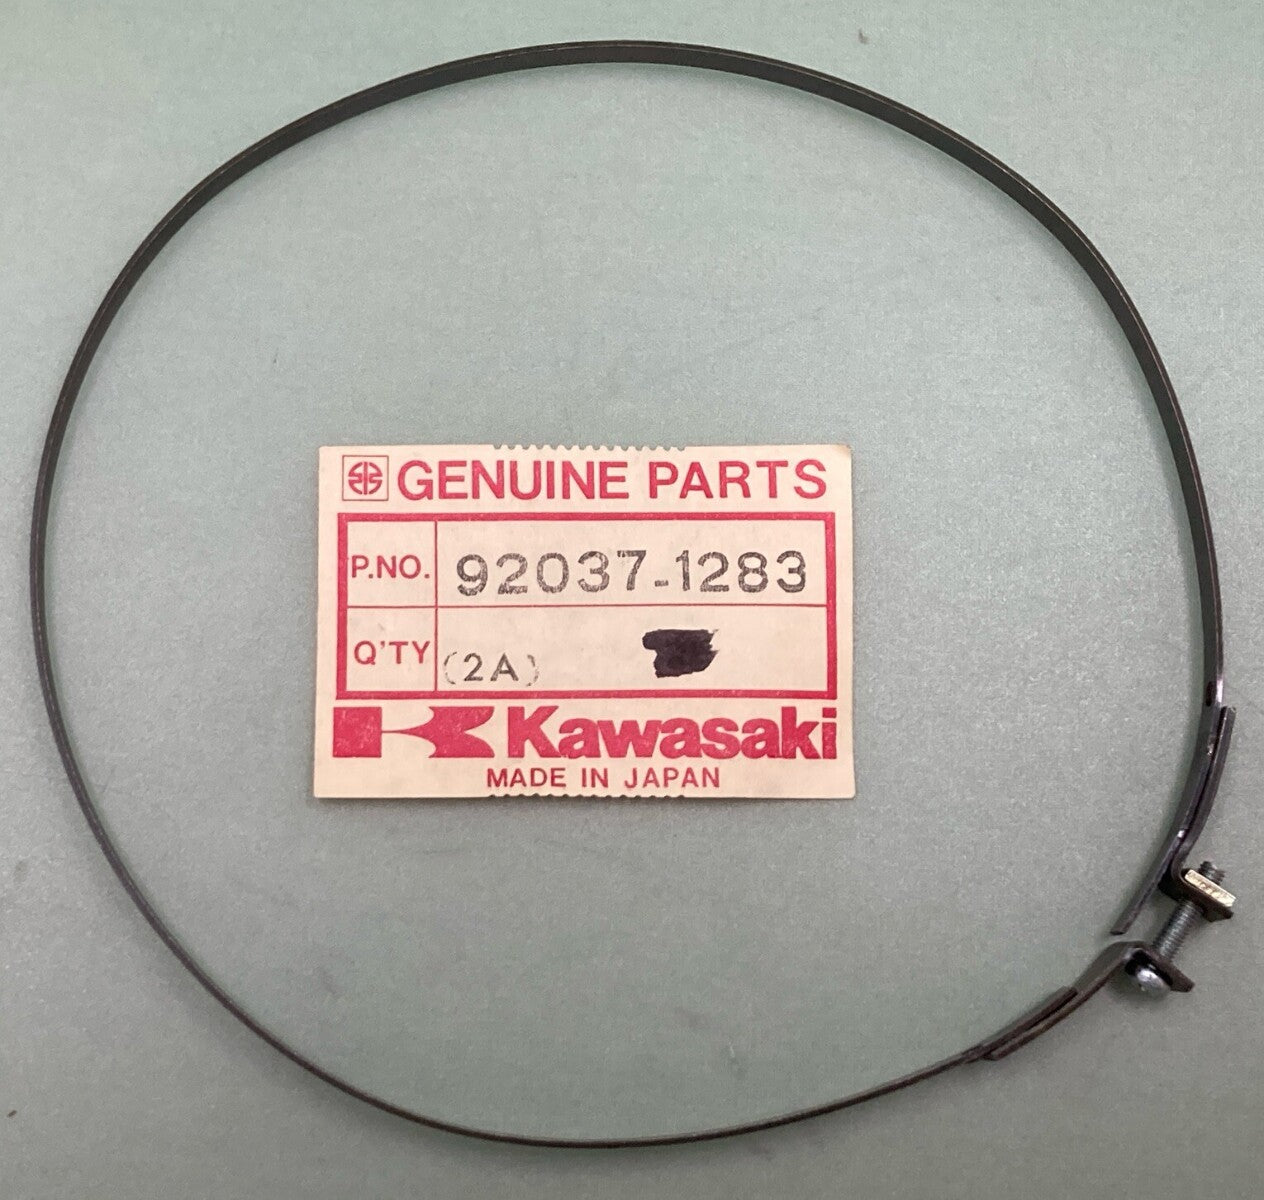 GENUINE PARTS
P.NO. 92037-1283
Q'TY (2A)
Kawasaki
MADE IN JAPAN